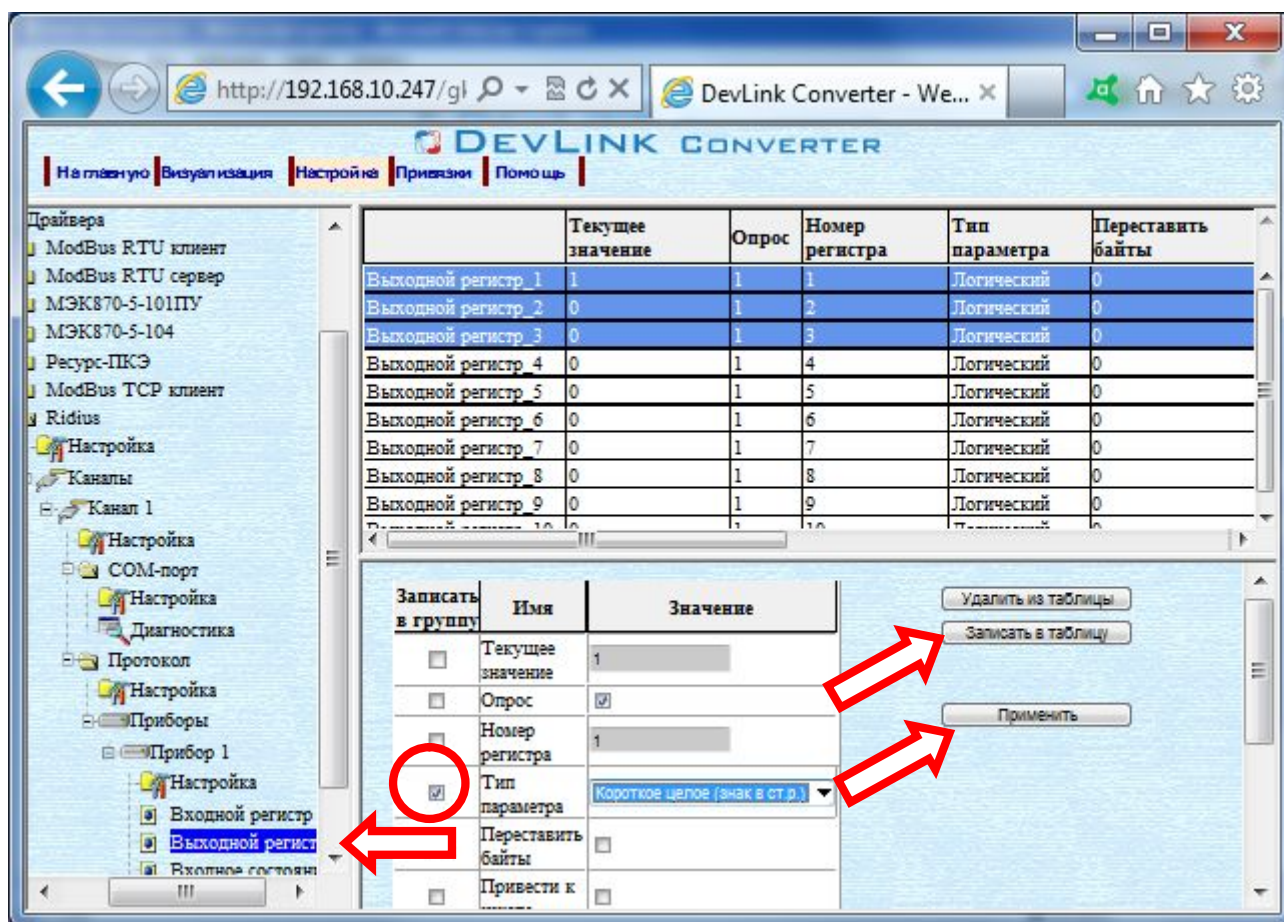 http://192.168.10.247/gl
DevLink Converter - We...
DEVLINK CONVERTER
На главную Визуализация Настройка Привязки Помощь
Драйвера
ModBus RTU клиент
ModBus RTU сервер
МЭК870-5-101ПУ
МЭК870-5-104
Ресурс-ПКЭ
ModBus TCP клиент
Ridius
Настройка
Каналы
Канал 1
Настройка
COM-порт
Настройка
Диагностика
Протокол
Настройка
Приборы
Прибор 1
Настройка
Входной регистр
Выходной регист
Входное состояни
Текущее значение Опрос Номер регистра Тип параметра Переставить байты
Выходной регистр_1 1 1 1 Логический 0
Выходной регистр_2 0 1 2 Логический 0
Выходной регистр_3 0 1 3 Логический 0
Выходной регистр_4 0 1 4 Логический 0
Выходной регистр_5 0 1 5 Логический 0
Выходной регистр_6 0 1 6 Логический 0
Выходной регистр_7 0 1 7 Логический 0
Выходной регистр_8 0 1 8 Логический 0
Выходной регистр_9 0 1 9 Логический 0
Записать в группу Имя Значение
Текущее значение 1
Опрос
Номер регистра 1
Тип параметра Короткое целое (знак в ст.р.)
Переставить байты
Привести к
Удалить из таблицы
Записать в таблицу
Применить